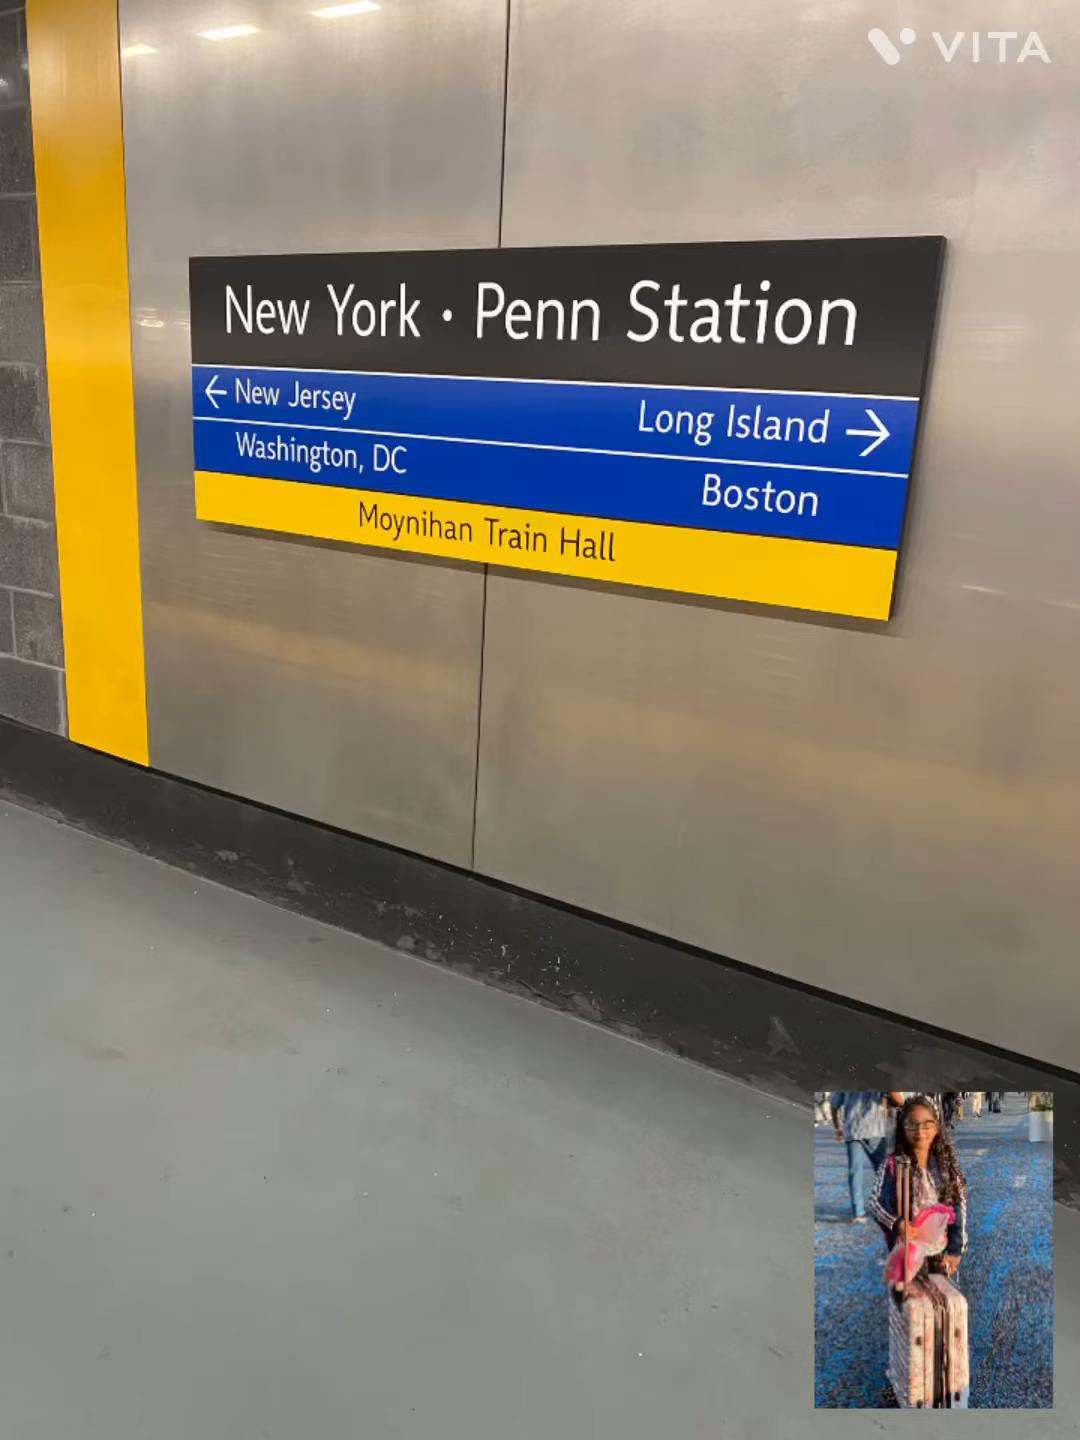 VITA
New York · Penn Station
← New Jersey
Long Island →
Washington, DC
Boston
Moynihan Train Hall